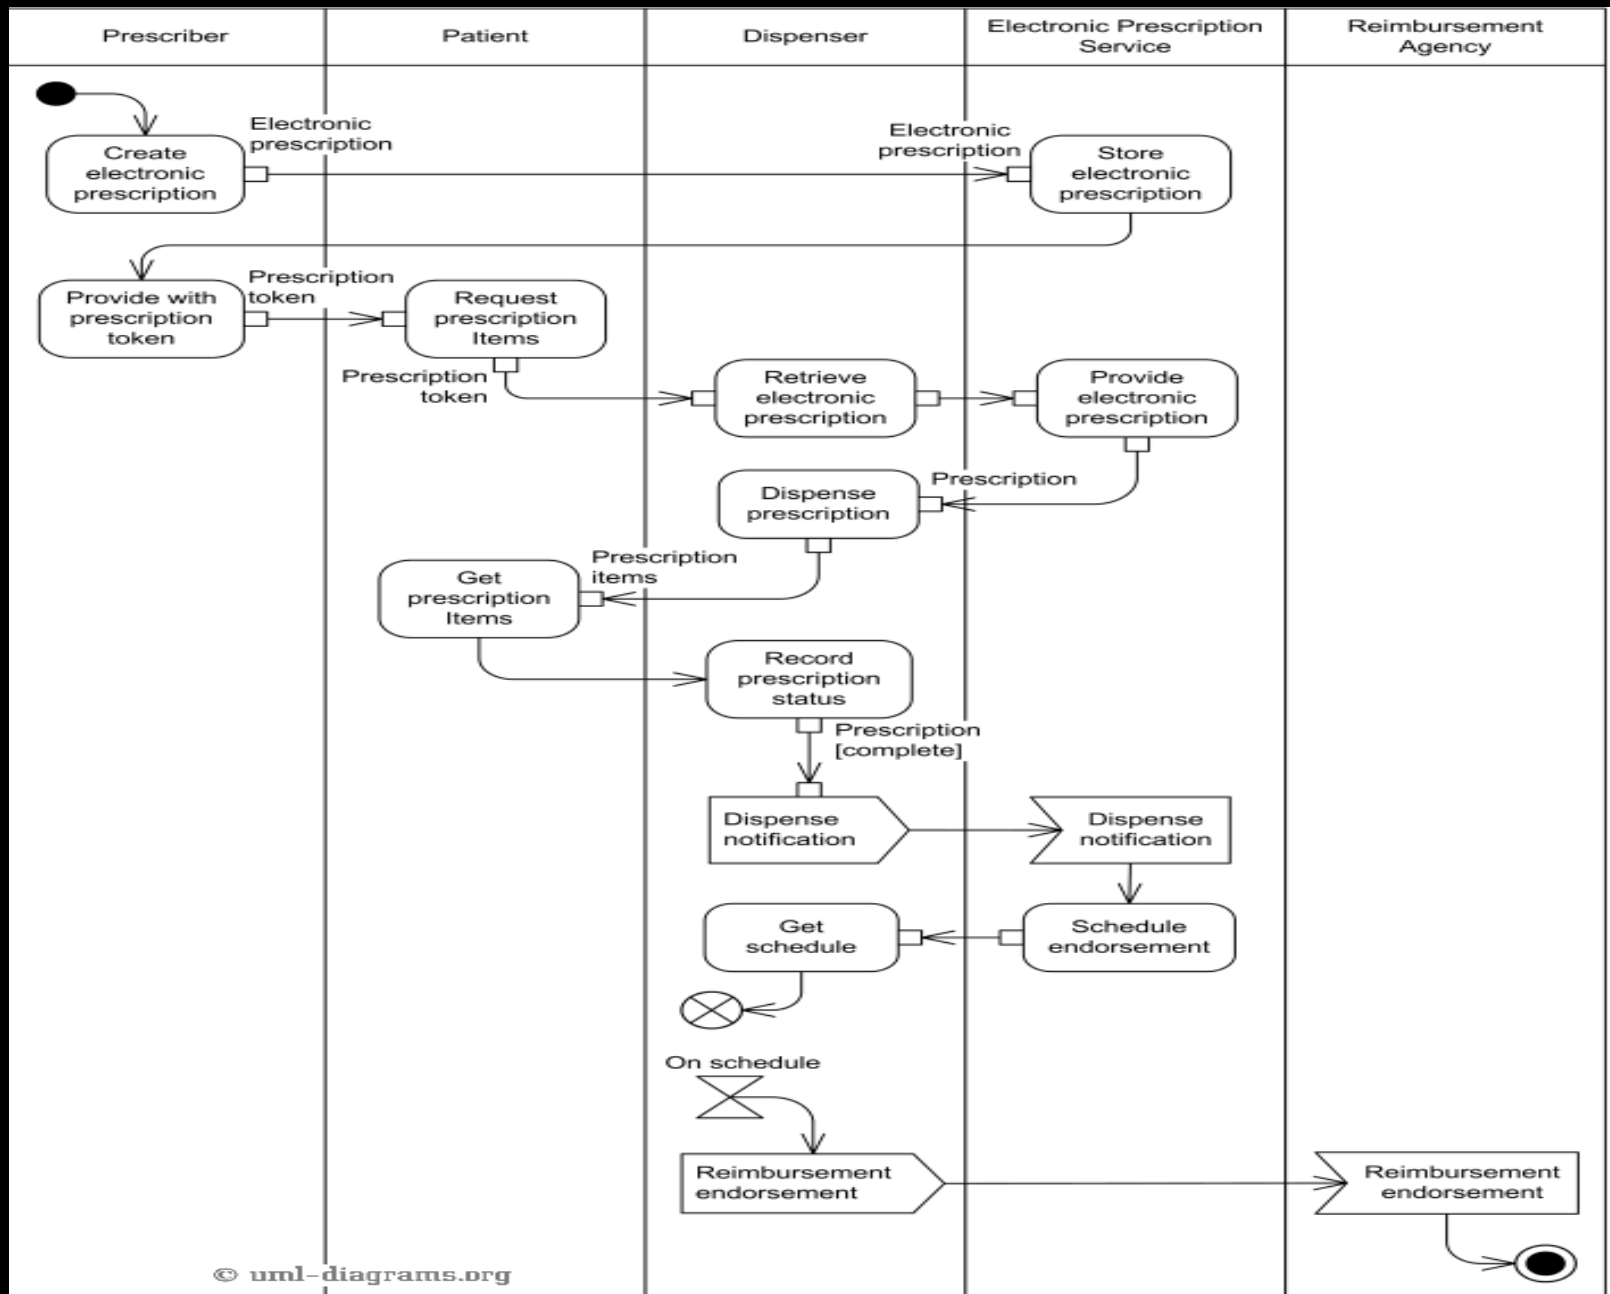 Prescriber
Patient
Dispenser
Electronic Prescription
Service
Reimbursement
Agency
Electronic
prescription
Electronic
prescription
Create
electronic
prescription
Store
electronic
prescription
Prescription
token
Provide with
prescription
token
Request
prescription
Items
Prescription
token
Retrieve
electronic
prescription
Provide
electronic
prescription
Prescription
Dispense
prescription
Prescription
items
Get
prescription
Items
Record
prescription
status
Prescription
[complete]
Dispense
notification
Dispense
notification
Get
schedule
Schedule
endorsement
On schedule
Reimbursement
endorsement
Reimbursement
endorsement
© uml-diagrams.org